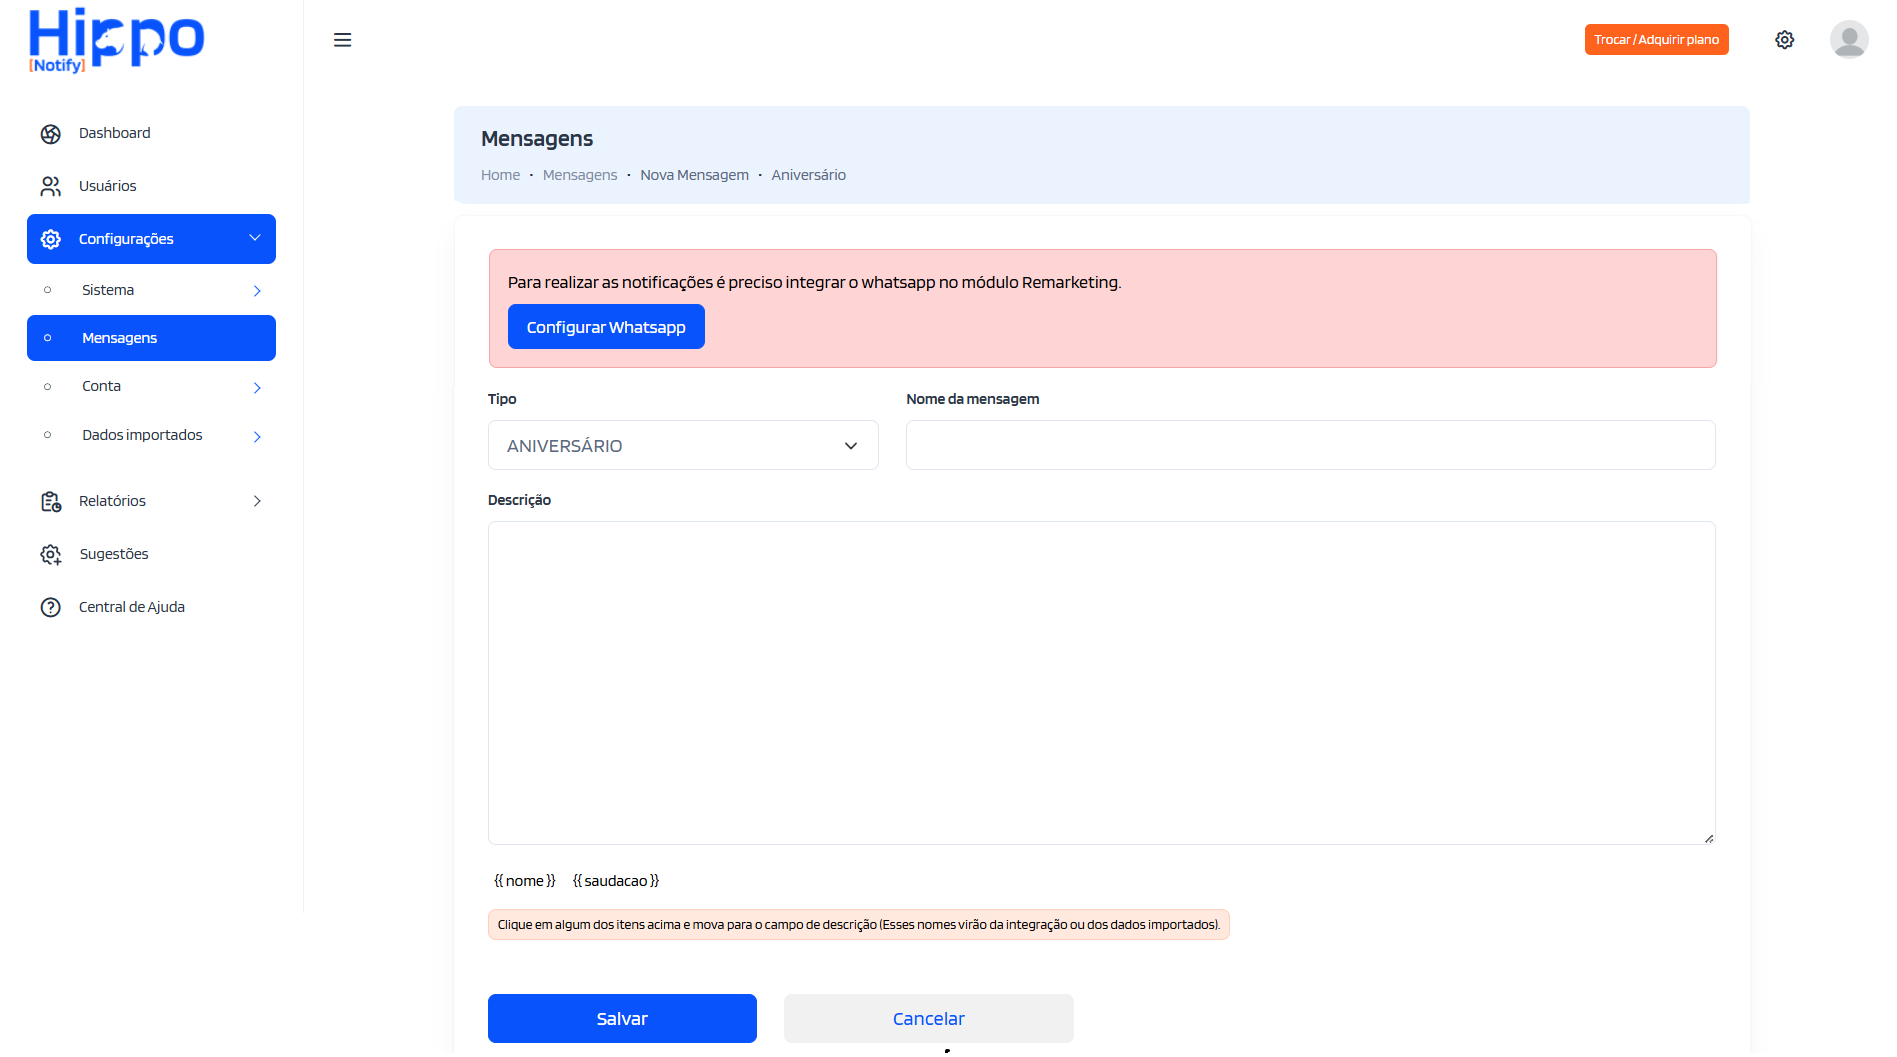 Hippo
[Notify]
Trocar / Adquirir plano
Dashboard
Usuários
Configurações
Sistema
Mensagens
Conta
Dados importados
Relatórios
Sugestões
Central de Ajuda
Mensagens
Home • Mensagens • Nova Mensagem • Aniversário
Para realizar as notificações é preciso integrar o whatsapp no módulo Remarketing.
Configurar Whatsapp
Tipo
ANIVERSÁRIO
Nome da mensagem
Descrição
{{ nome }} {{ saudacao }}
Clique em algum dos itens acima e mova para o campo de descrição (Esses nomes virão da integração ou dos dados importados).
Salvar
Cancelar